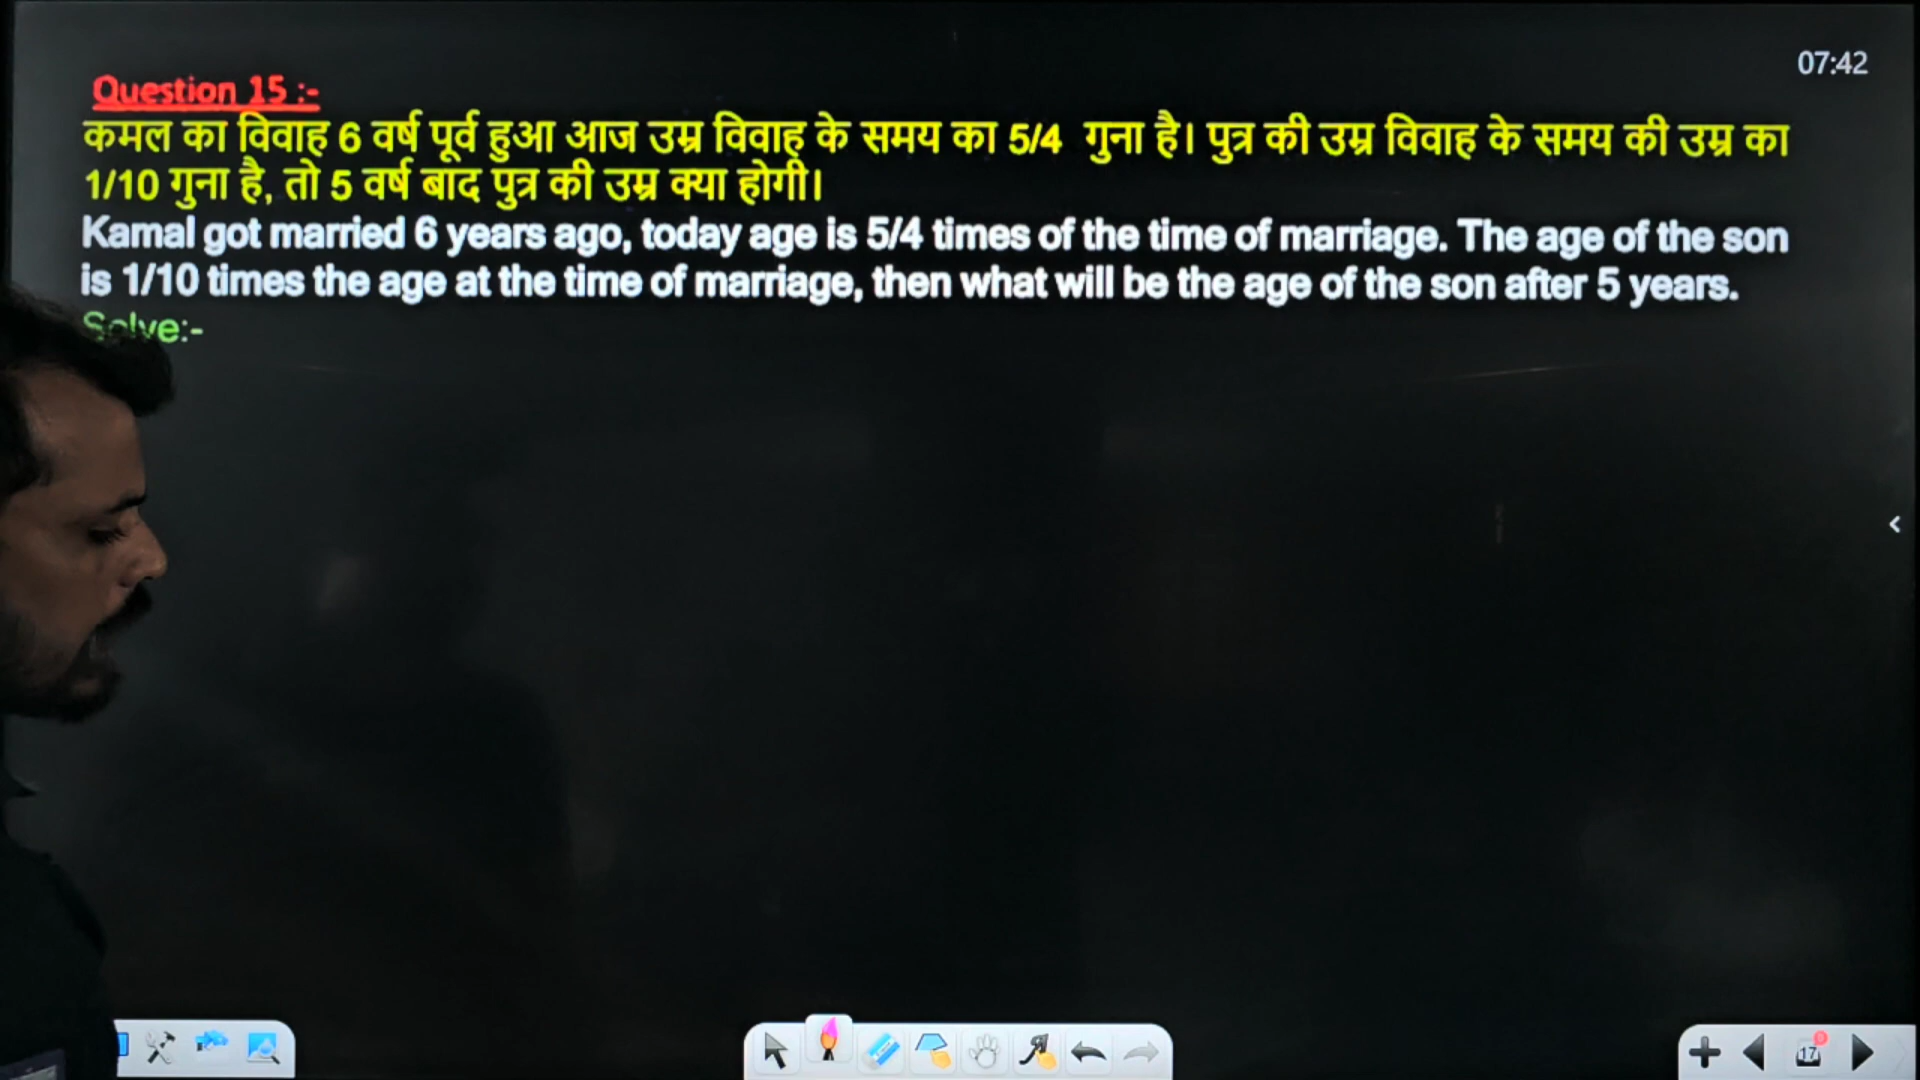 07:42
Question 15 :-
कमल का विवाह 6 वर्ष पूर्व हुआ आज उम्र विवाह के समय का 5/4 गुना है। पुत्र की उम्र विवाह के समय की उम्र का
1/10 गुना है, तो 5 वर्ष बाद पुत्र की उम्र क्या होगी।
Kamal got married 6 years ago, today age is 5/4 times of the time of marriage. The age of the son
is 1/10 times the age at the time of marriage, then what will be the age of the son after 5 years.
Solve:-
17